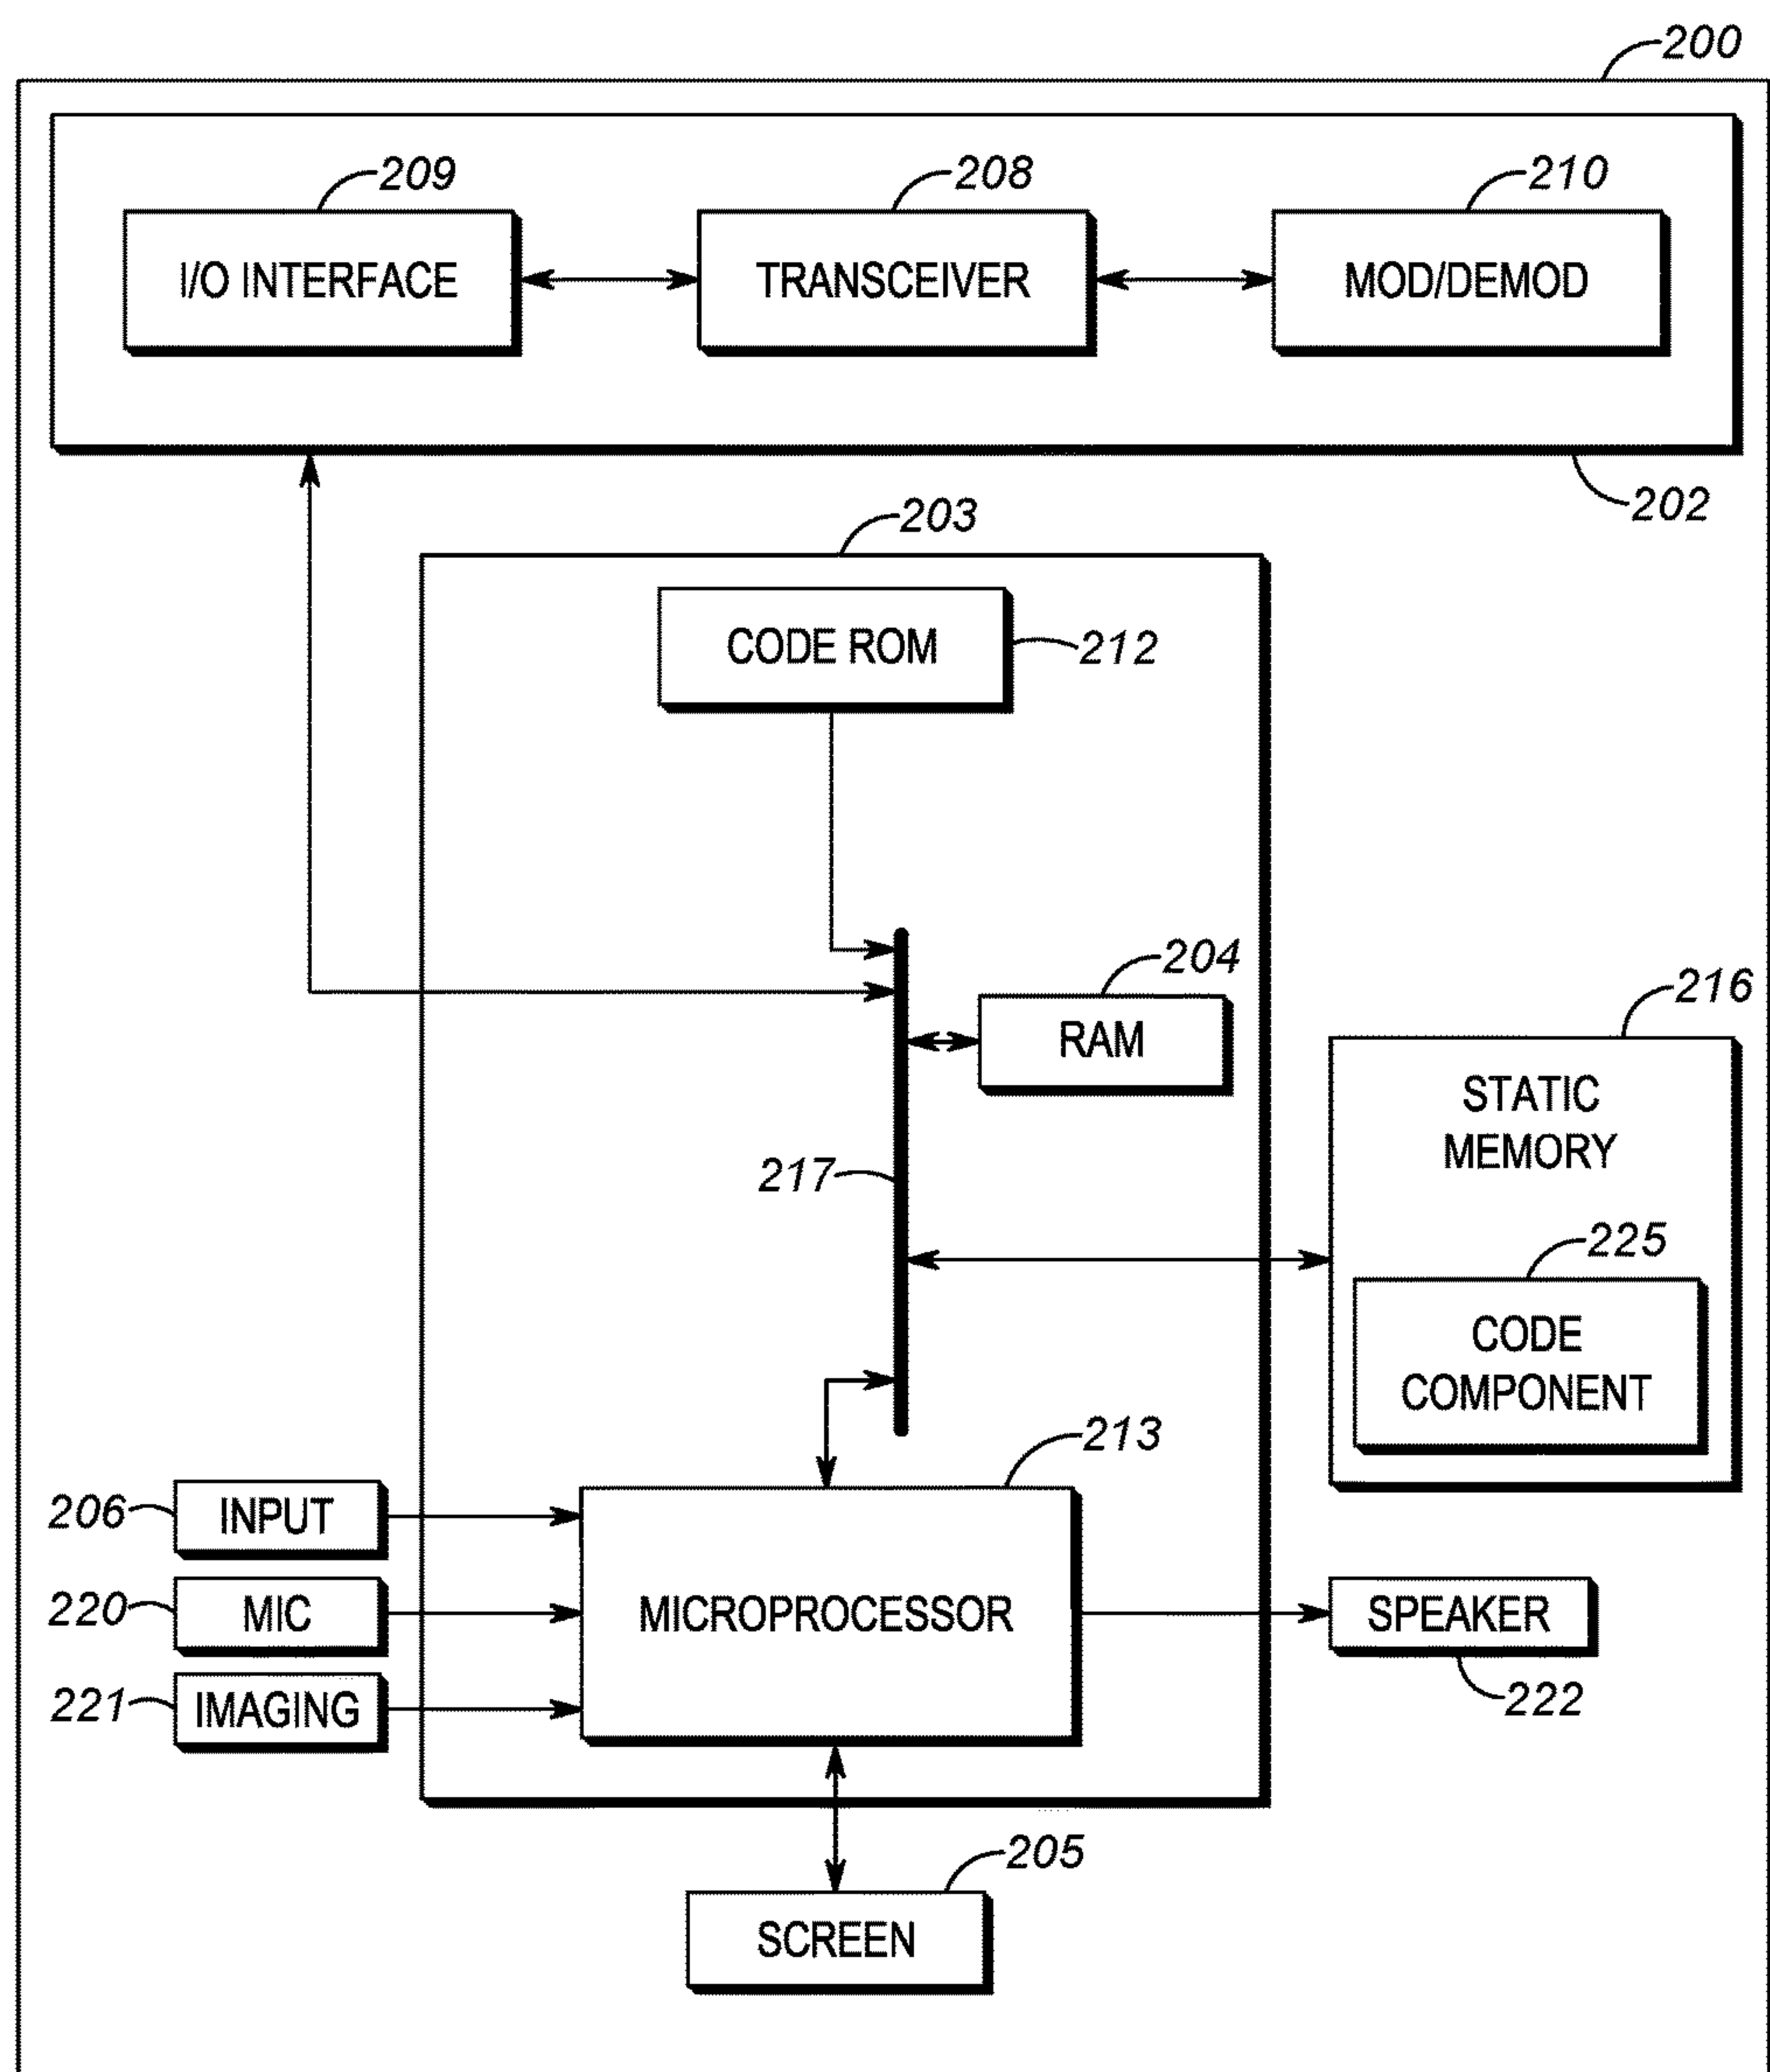 200
209
208
210
I/O INTERFACE
TRANSCEIVER
MOD/DEMOD
202
203
CODE ROM
212
204
RAM
216
STATIC
MEMORY
217
225
CODE
COMPONENT
213
206
INPUT
220
MIC
MICROPROCESSOR
SPEAKER
221
IMAGING
222
205
SCREEN